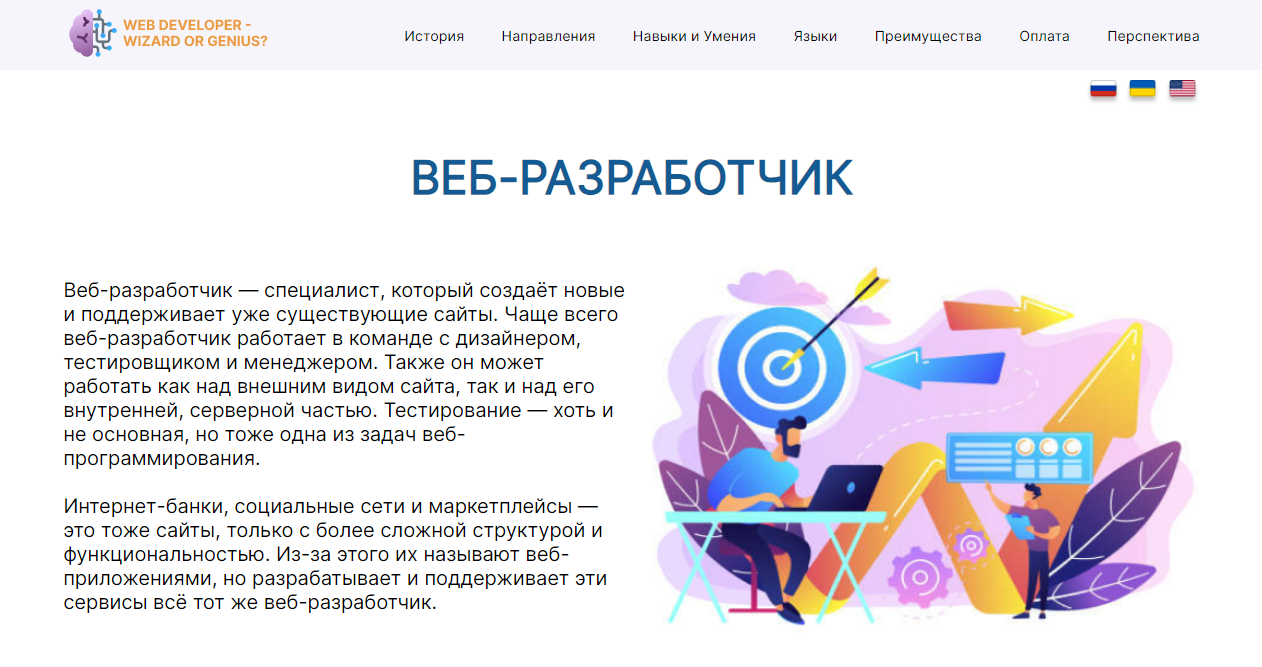 WEB DEVELOPER -
WIZARD OR GENIUS?
История Направления Навыки и Умения Языки Преимущества Оплата Перспектива
ВЕБ-РАЗРАБОТЧИК
Веб-разработчик — специалист, который создаёт новые
и поддерживает уже существующие сайты. Чаще всего
веб-разработчик работает в команде с дизайнером,
тестировщиком и менеджером. Также он может
работать как над внешним видом сайта, так и над его
внутренней, серверной частью. Тестирование — хоть и
не основная, но тоже одна из задач веб-
программирования.
Интернет-банки, социальные сети и маркетплейсы —
это тоже сайты, только с более сложной структурой и
функциональностью. Из-за этого их называют веб-
приложениями, но разрабатывает и поддерживает эти
сервисы всё тот же веб-разработчик.